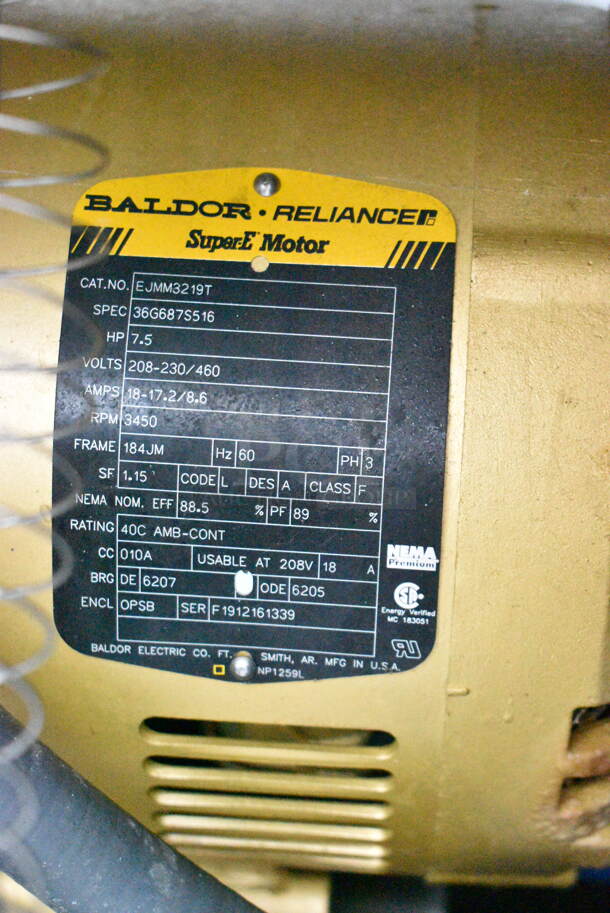 BALDOR · RELIANCE
Super-E Motor
CAT.NO. EJMM3219T
SPEC 36G687S516
HP 7.5
VOLTS 208-230/460
AMPS 18-17.2/8.6
RPM 3450
FRAME 184JM Hz 60 PH 3
SF 1.15 CODE L DES A CLASS F
NEMA NOM. EFF 88.5 % PF 89 %
RATING 40C AMB-CONT
CC 010A USABLE AT 208V 18 A
BRG DE 6207 ODE 6205
ENCL OPSB SER F1912161339
NEMA
Premium
Energy Verified
MC 183051
BALDOR ELECTRIC CO. FT. SMITH, AR. MFG IN U.S.A.
NP1259L